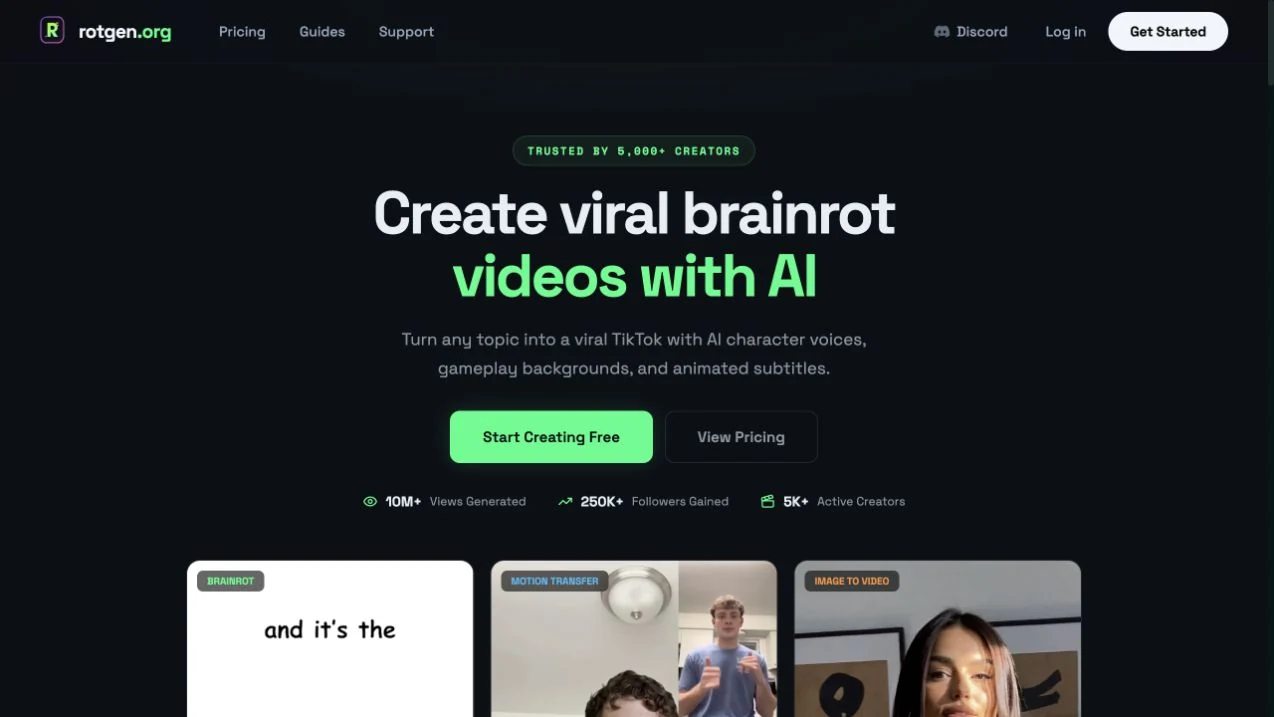 R rotgen.org Pricing Guides Support Discord Log in Get Started
TRUSTED BY 5,000+ CREATORS
Create viral brainrot
videos with AI
Turn any topic into a viral TikTok with AI character voices,
gameplay backgrounds, and animated subtitles.
Start Creating Free View Pricing
10M+ Views Generated 250K+ Followers Gained 5K+ Active Creators
BRAINROT MOTION TRANSFER IMAGE TO VIDEO
and it's the